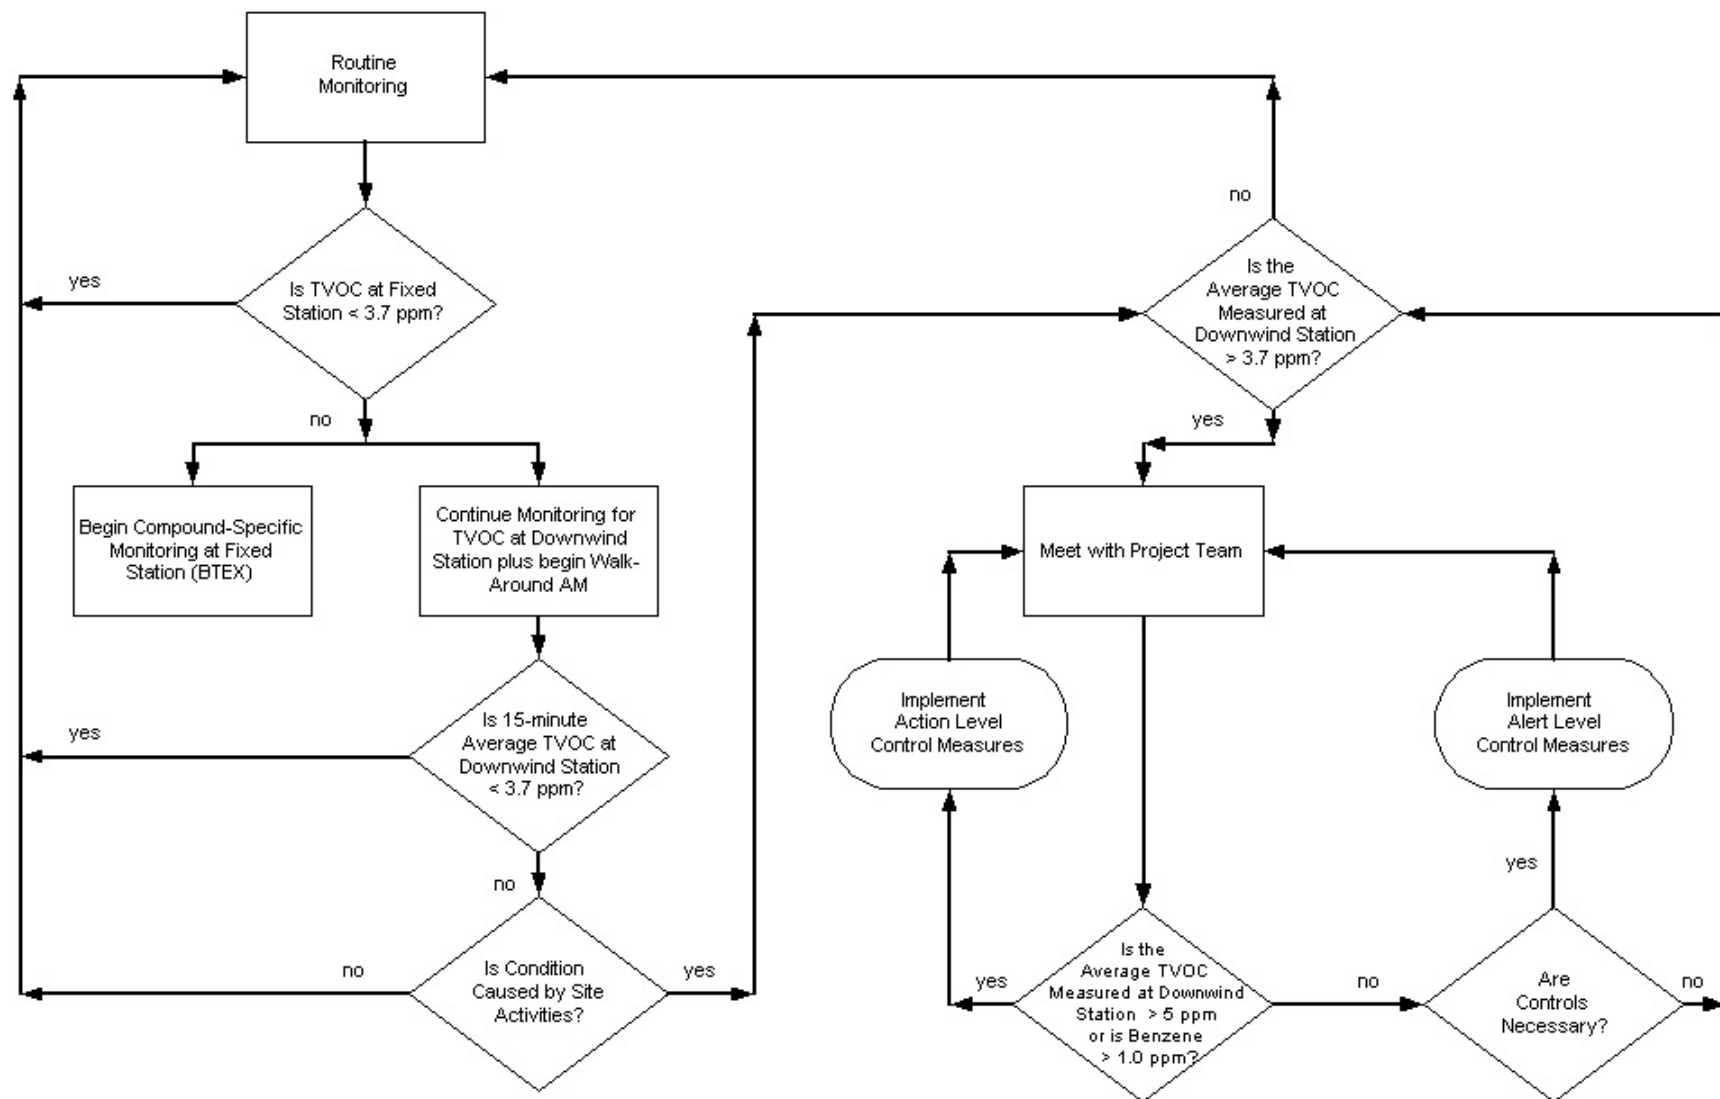 Routine
Monitoring
yes
Is TVOC at Fixed
Station < 3.7 ppm?
no
Begin Compound-Specific
Monitoring at Fixed
Station (BTEX)
Continue Monitoring for
TVOC at Downwind
Station plus begin Walk-
Around AM
yes
Is 15-minute
Average TVOC at
Downwind Station
< 3.7 ppm?
no
no
Is Condition
Caused by Site
Activities?
yes
no
Is the
Average TVOC
Measured at
Downwind Station
> 3.7 ppm?
yes
Meet with Project Team
Implement
Action Level
Control Measures
Implement
Alert Level
Control Measures
yes
Is the
Average TVOC
Measured at Downwind
Station > 5 ppm
or is Benzene
> 1.0 ppm?
no
yes
Are
Controls
Necessary?
no